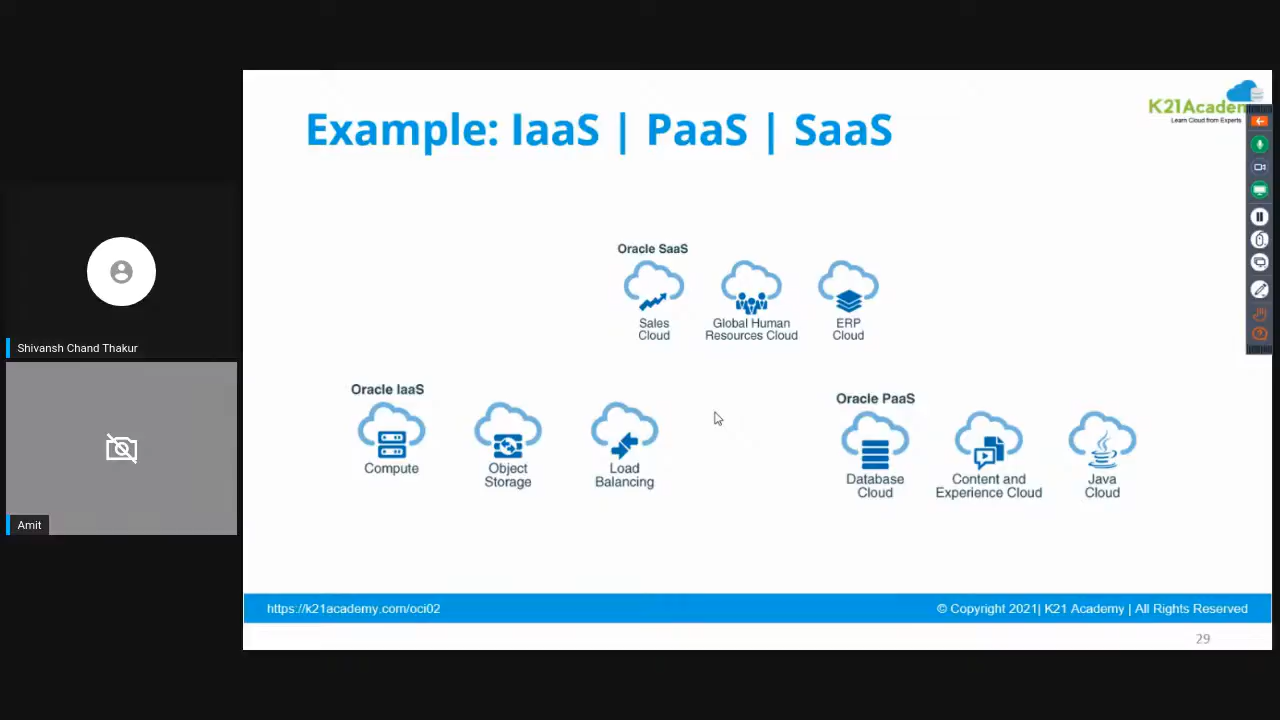 K21Academ
Learn Cloud from Experts
Example: IaaS | PaaS | SaaS
Oracle SaaS
Sales
Cloud
Global Human
Resources Cloud
ERP
Cloud
Shivansh Chand Thakur
Oracle IaaS
Compute
Object
Storage
Load
Balancing
Oracle PaaS
Database
Cloud
Content and
Experience Cloud
Java
Cloud
Amit
https://k21academy.com/oci02
© Copyright 2021| K21 Academy | All Rights Reserved
29